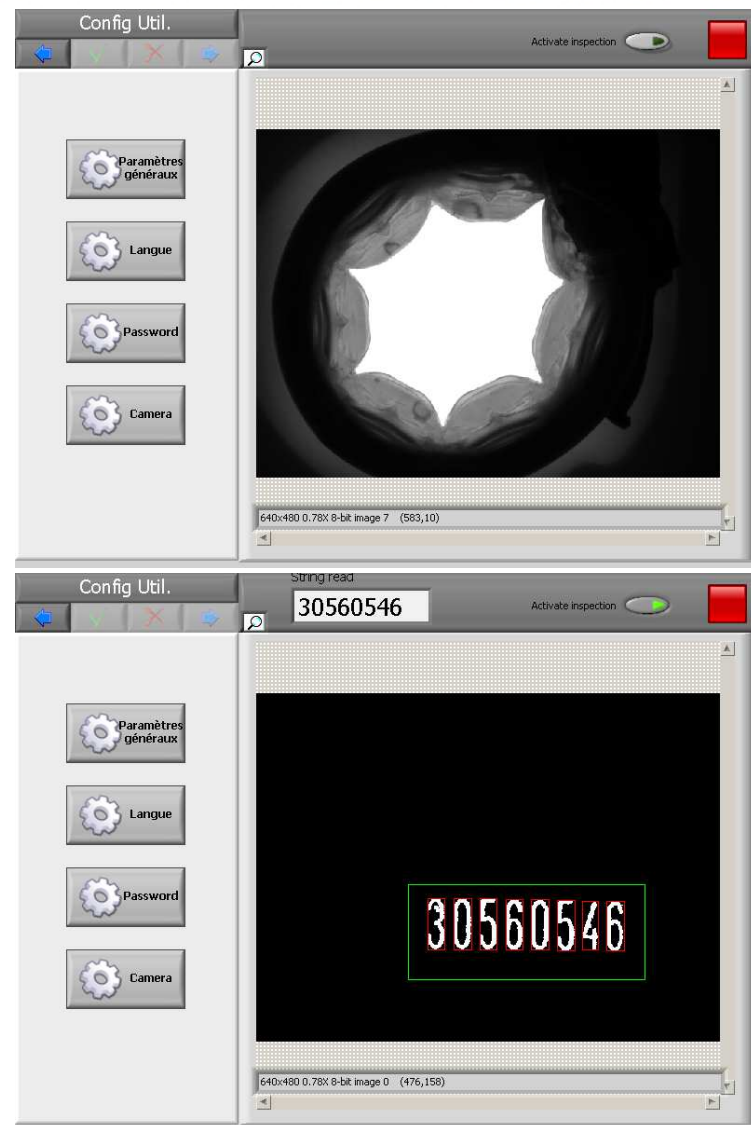 Config Util.
Activate inspection
Paramètres
généraux
Langue
Password
Camera
640x480 0.78X 8-bit image 7 (583,10)
String read
Config Util.
30560546
Activate inspection
Paramètres
généraux
Langue
Password
Camera
30560546
640x480 0.78X 8-bit image 0 (476,158)